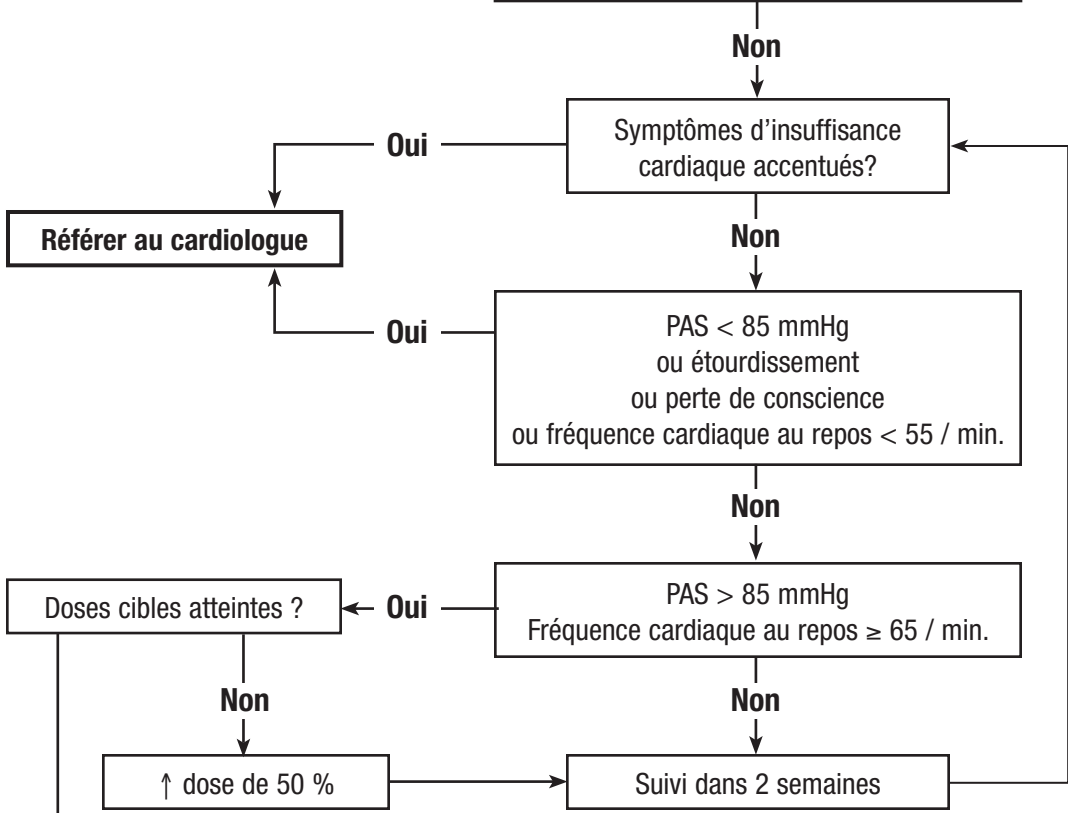 Non
Symptômes d’insuffisance
cardiaque accentués?
Oui
Référer au cardiologue
Non
PAS < 85 mmHg
ou étourdissement
ou perte de conscience
ou fréquence cardiaque au repos < 55 / min.
Oui
Non
PAS > 85 mmHg
Fréquence cardiaque au repos ≥ 65 / min.
Oui
Doses cibles atteintes ?
Non
Non
↑ dose de 50 %
Suivi dans 2 semaines